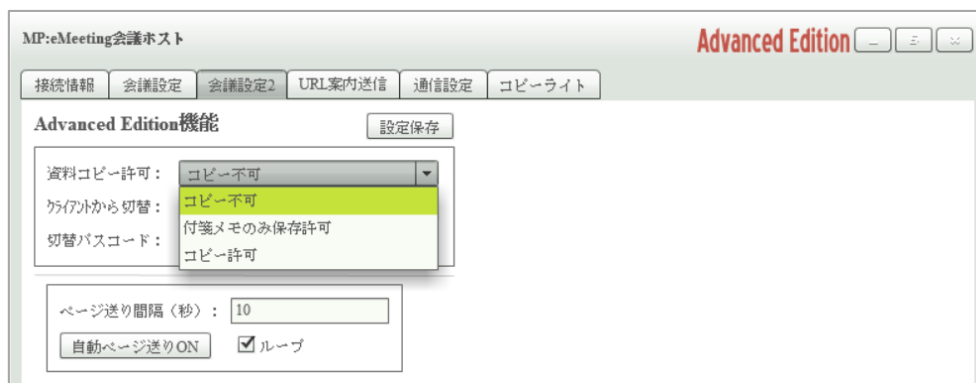 MP:eMeeting会議ホスト
Advanced Edition
接続情報 会議設定 会議設定2 URL案内送信 通信設定 コピーライト
Advanced Edition機能
設定保存
資料コピー許可： コピー不可
クライアントから切替： コピー不可
付箋メモのみ保存許可
切替パスコード：
コピー許可
ページ送り間隔（秒）： 10
自動ページ送りON ループ